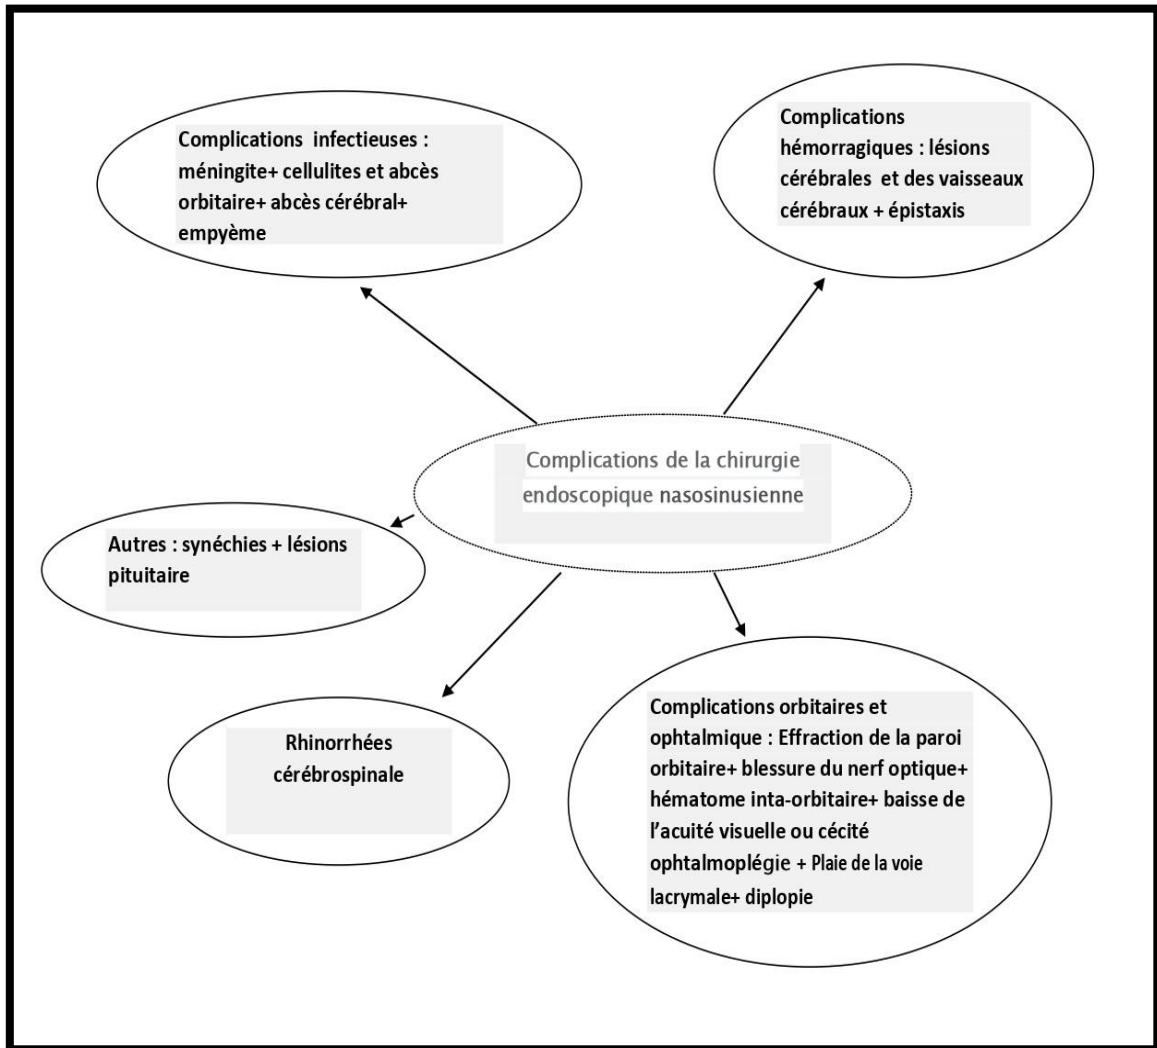 Complications infectieuses :
méningite+ cellulites et abcès
orbitaire+ abcès cérébral+
empyème
Complications
hémorragiques : lésions
cérébrales et des vaisseaux
cérébraux + épistaxis
Complications de la chirurgie
endoscopique nasosinusienne
Autres : synéchies + lésions
pituitaire
Rhinorrhées
cérébrospinale
Complications orbitaires et
ophtalmique : Effraction de la paroi
orbitaire+ blessure du nerf optique+
hématome inta-orbitaire+ baisse de
l’acuité visuelle ou cécité
ophtalmoplégie + Plaie de la voie
lacrymale+ diplopie